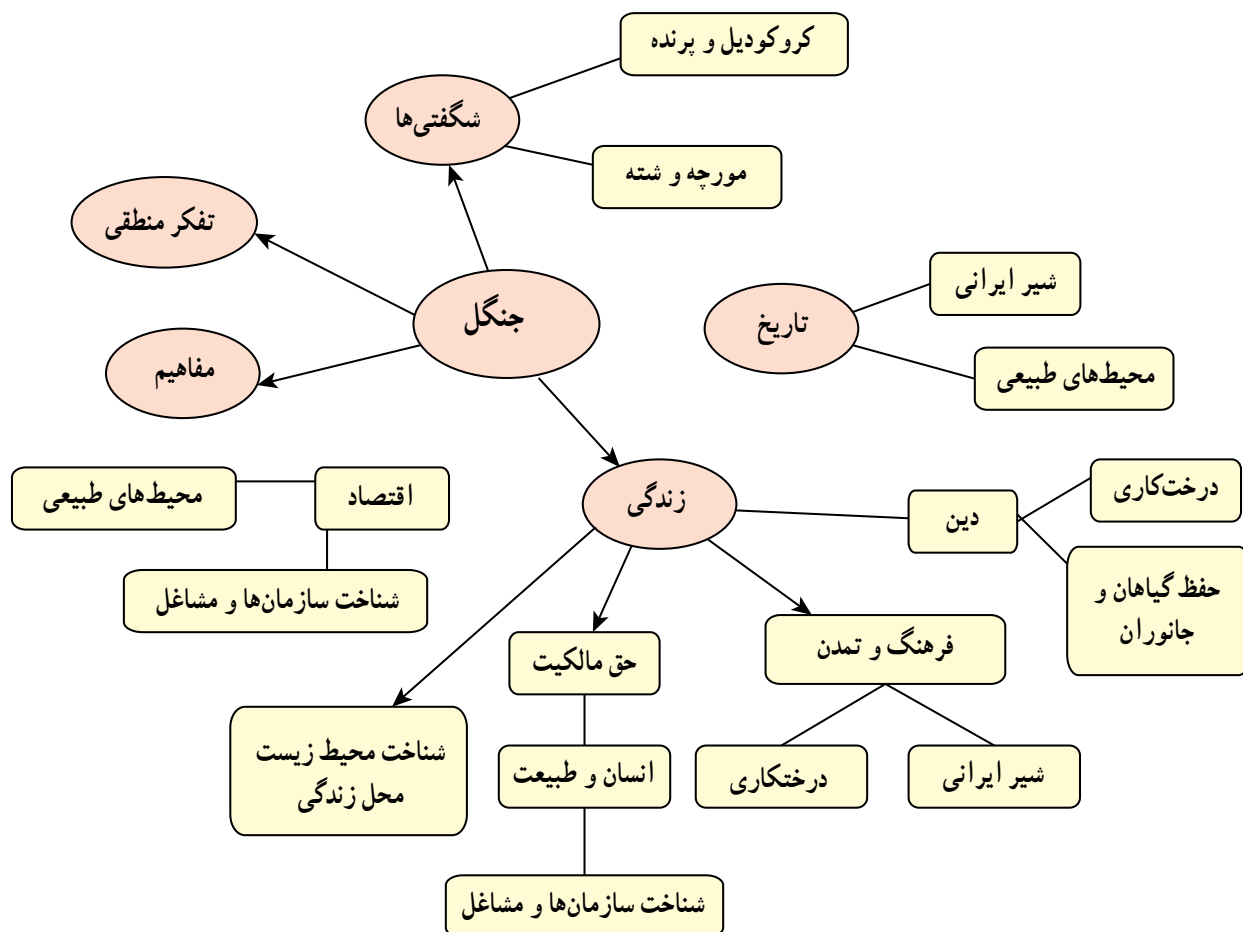 کروکودیل و پرنده
شگفتی‌ها
مورچه و شته
تفکر منطقی
جنگل
مفاهیم
شیر ایرانی
تاریخ
محیط‌های طبیعی
درخت‌کاری
دین
حفظ گیاهان و
جانوران
زندگی
اقتصاد
محیط‌های طبیعی
شناخت سازمان‌ها و مشاغل
فرهنگ و تمدن
شیر ایرانی
درختکاری
حق مالکیت
انسان و طبیعت
شناخت سازمان‌ها و مشاغل
شناخت محیط زیست
محل زندگی